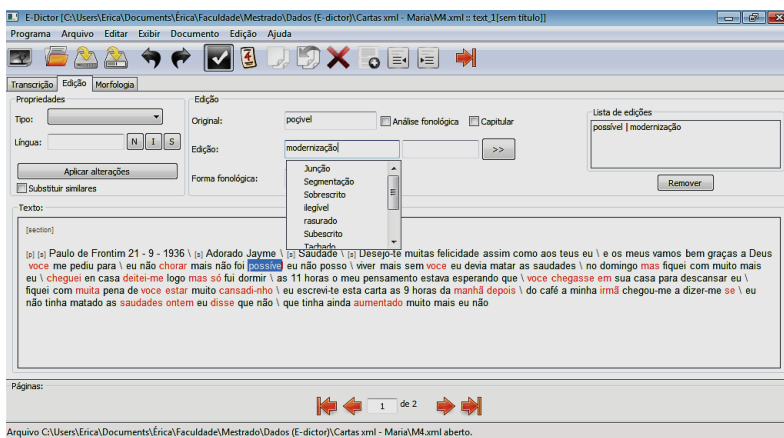 E-Dictor [C:\Users\Erica\Documents\Érica\Faculdade\Mestrado\Dados (E-dictor)\Cartas xml - Maria\M4.xml :: text_1[sem título]]
Programa Arquivo Editar Exibir Documento Edição Ajuda
Transcrição Edição Morfologia
Propriedades
Tipo:
Língua: N I S
Aplicar alterações
Substituir similares
Edição
Original: poçivel Análise fonológica Capitular
Edição: modernização >>
Forma fonológica:
Junção
Segmentação
Sobrescrito
ilegível
rasurado
Subescrito
Tachado
Lista de edições
possível | modernização
Remover
Texto:
[section]
[p] [s] Paulo de Frontim 21 - 9 - 1936 \ [s] Adorado Jayme \ [s] Saudade \ [s] Desejo-te muitas felicidade assim como aos teus eu \ e os meus vamos bem graças a Deus
voce me pediu para \ eu não chorar mais não foi possíve eu não posso \ viver mais sem voce eu devia matar as saudades \ no domingo mas fiquei com muito mais
eu \ cheguei en casa deitei-me logo mas só fui dormir \ as 11 horas o meu pensamento estava esperando que \ voce chegasse em sua casa para descansar eu \
fiquei com muita pena de voce estar muito cansadi-nho \ eu escrevi-te esta carta as 9 horas da manhã depois \ do café a minha irmã chegou-me a dizer-me se \ eu
não tinha matado as saudades ontem eu disse que não \ que tinha ainda aumentado muito mais eu não
Páginas:
1 de 2
Arquivo C:\Users\Erica\Documents\Érica\Faculdade\Mestrado\Dados (E-dictor)\Cartas xml - Maria\M4.xml aberto.